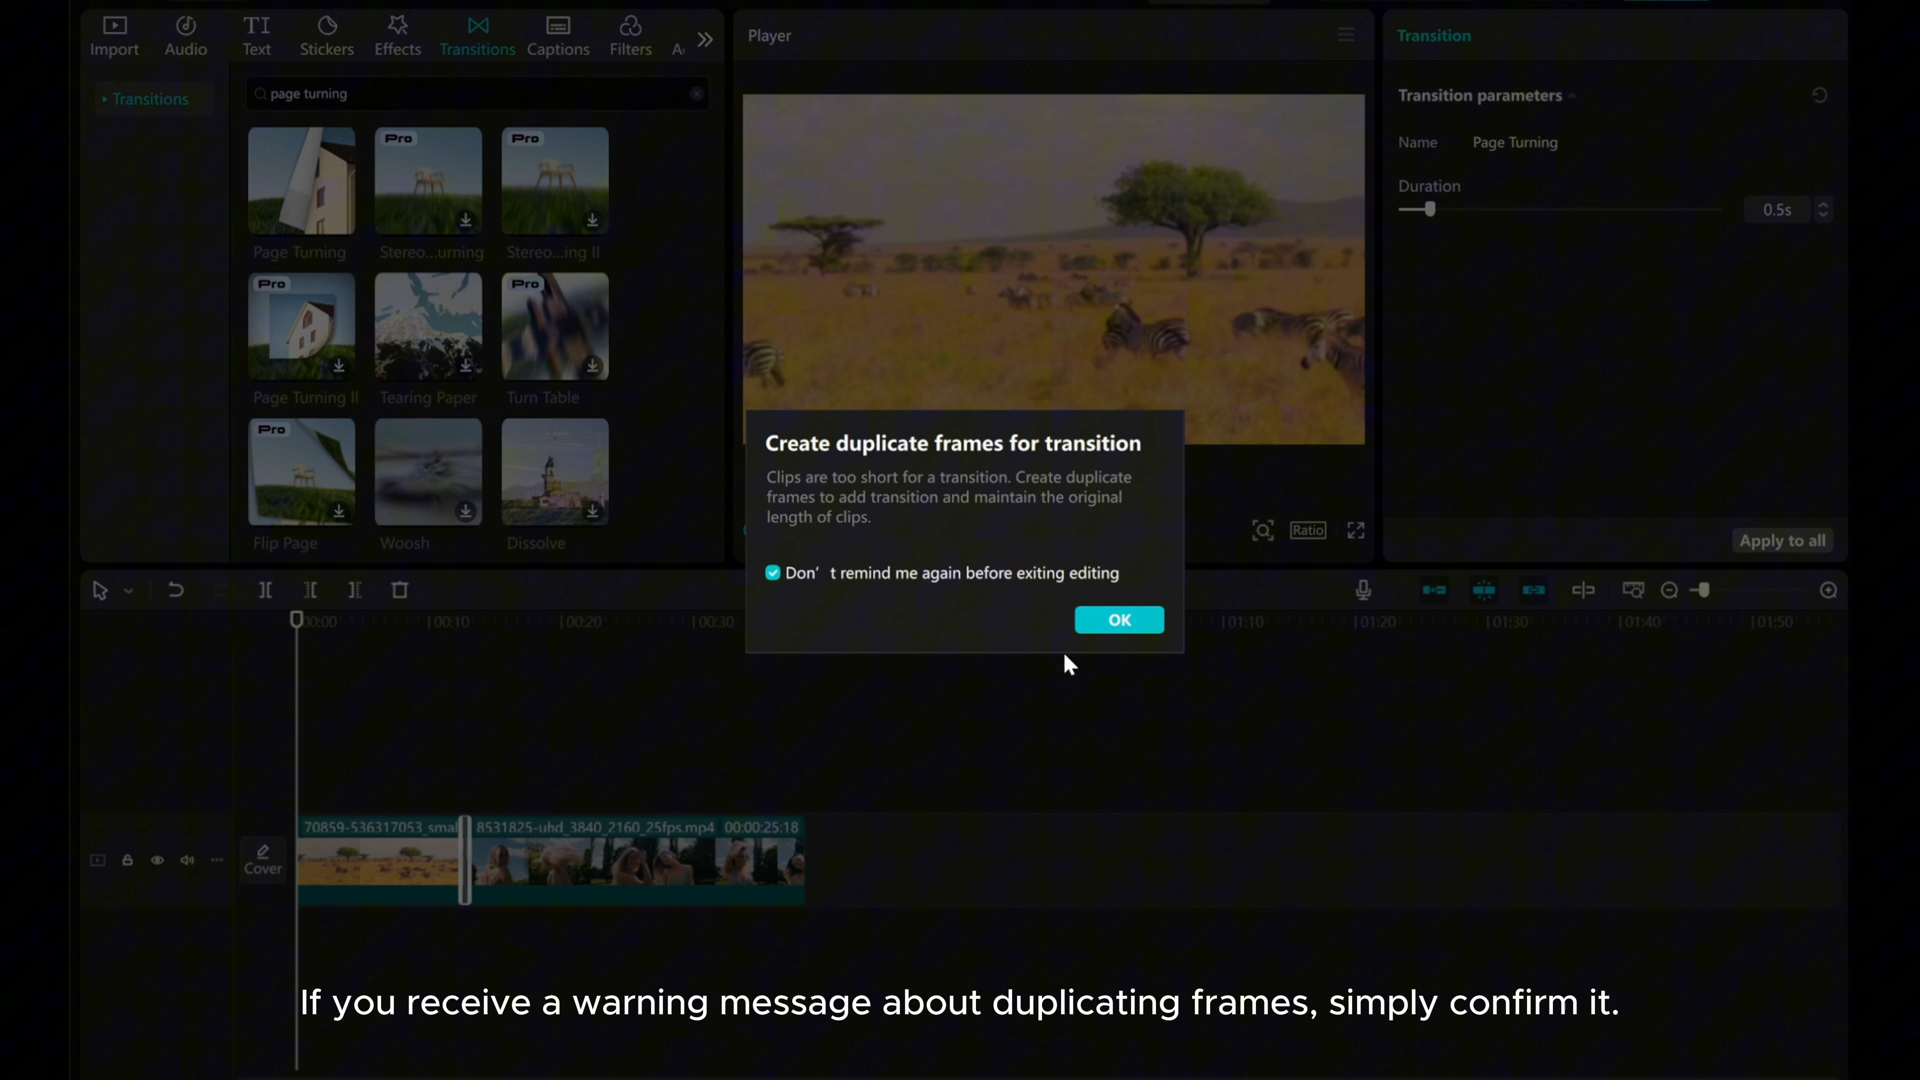 Import
Audio
Text
Stickers
Effects
Transitions
Captions
Filters
Player
Transition
Transitions
page turning
Pro
Pro
Page Turning
Stereo...urning
Stereo...ing II
Pro
Pro
Page Turning II
Tearing Paper
Turn Table
Pro
Flip Page
Woosh
Dissolve
Transition parameters
Name Page Turning
Duration
0.5s
Ratio
Apply to all
Create duplicate frames for transition
Clips are too short for a transition. Create duplicate
frames to add transition and maintain the original
length of clips.
Don't remind me again before exiting editing
OK
00:00
00:10
00:20
00:30
01:10
01:20
01:30
01:40
01:50
70859-536317053_smal
8531825-uhd_3840_2160_25fps.mp4 00:00:25:18
Cover
If you receive a warning message about duplicating frames, simply confirm it.